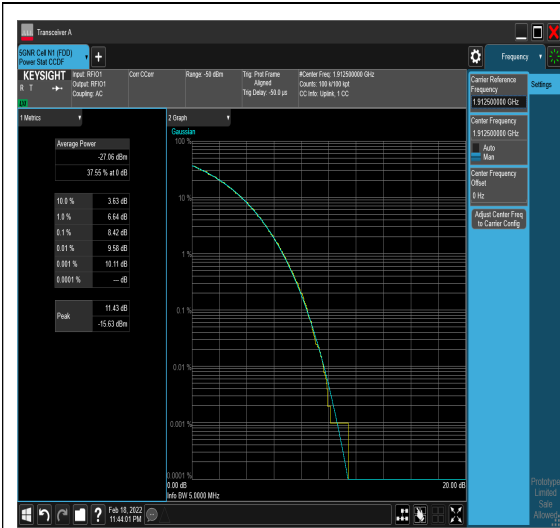 Transceiver A
5GNR Cell N1 (FDD)
Power Stat CCDF
Frequency
KEYSIGHT
R T
LXI
Input: RFIO1
Output: RFIO1
Coupling: AC
Corr CCorr
Range: -50 dBm
Trig: Prot Frame
Aligned
Trig Delay: -50.0 µs
#Center Freq: 1.912500000 GHz
Counts: 100 k/100 kpt
CC Info: Uplink, 1 CC
Carrier Reference
Frequency
1.912500000 GHz
Center Frequency
1.912500000 GHz
Auto
Man
Center Frequency
Offset
0 Hz
Adjust Center Freq
to Carrier Config
Settings
1 Metrics
Average Power
-27.06 dBm
37.55 % at 0 dB
10.0 % 3.63 dB
1.0 % 6.64 dB
0.1 % 8.42 dB
0.01 % 9.58 dB
0.001 % 10.11 dB
0.0001 % --- dB
Peak 11.43 dB
-15.63 dBm
2 Graph
Gaussian
100 %
10 %
1 %
0.1 %
0.01 %
0.001 %
0.0001 %
0.00 dB 20.00 dB
Info BW 5.0000 MHz
Prototype
Limited
Sale
Allowed
Feb 18, 2022
11:44:01 PM